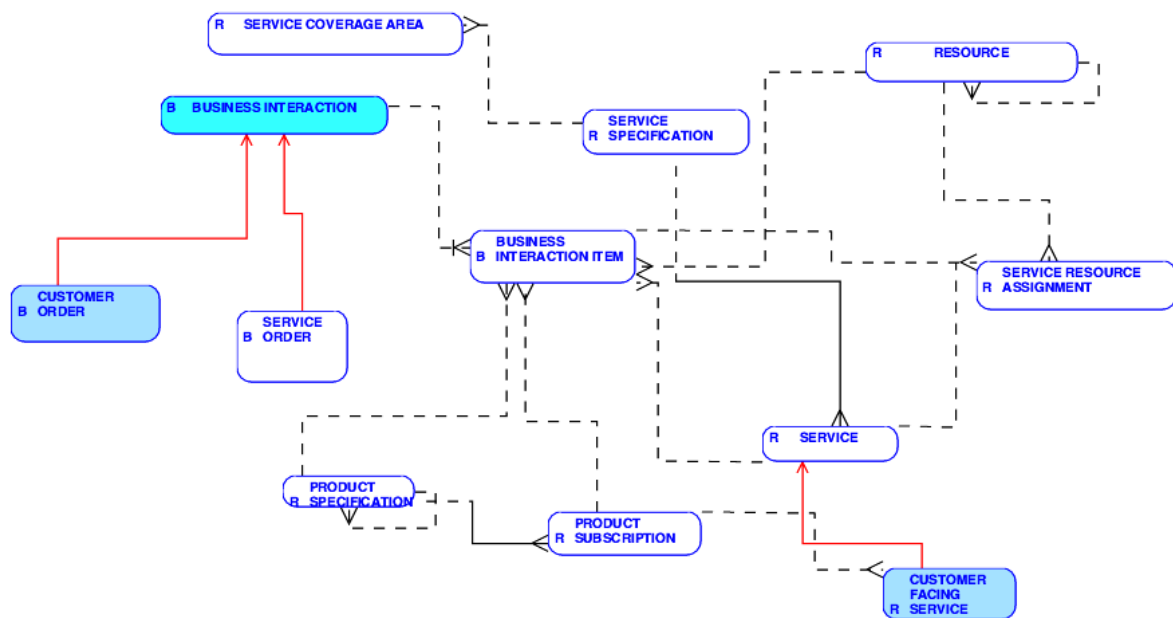 R SERVICE COVERAGE AREA
R RESOURCE
B BUSINESS INTERACTION
SERVICE
R SPECIFICATION
BUSINESS
B INTERACTION ITEM
SERVICE RESOURCE
R ASSIGNMENT
CUSTOMER
B ORDER
SERVICE
B ORDER
R SERVICE
PRODUCT
R SPECIFICATION
PRODUCT
R SUBSCRIPTION
CUSTOMER
FACING
R SERVICE